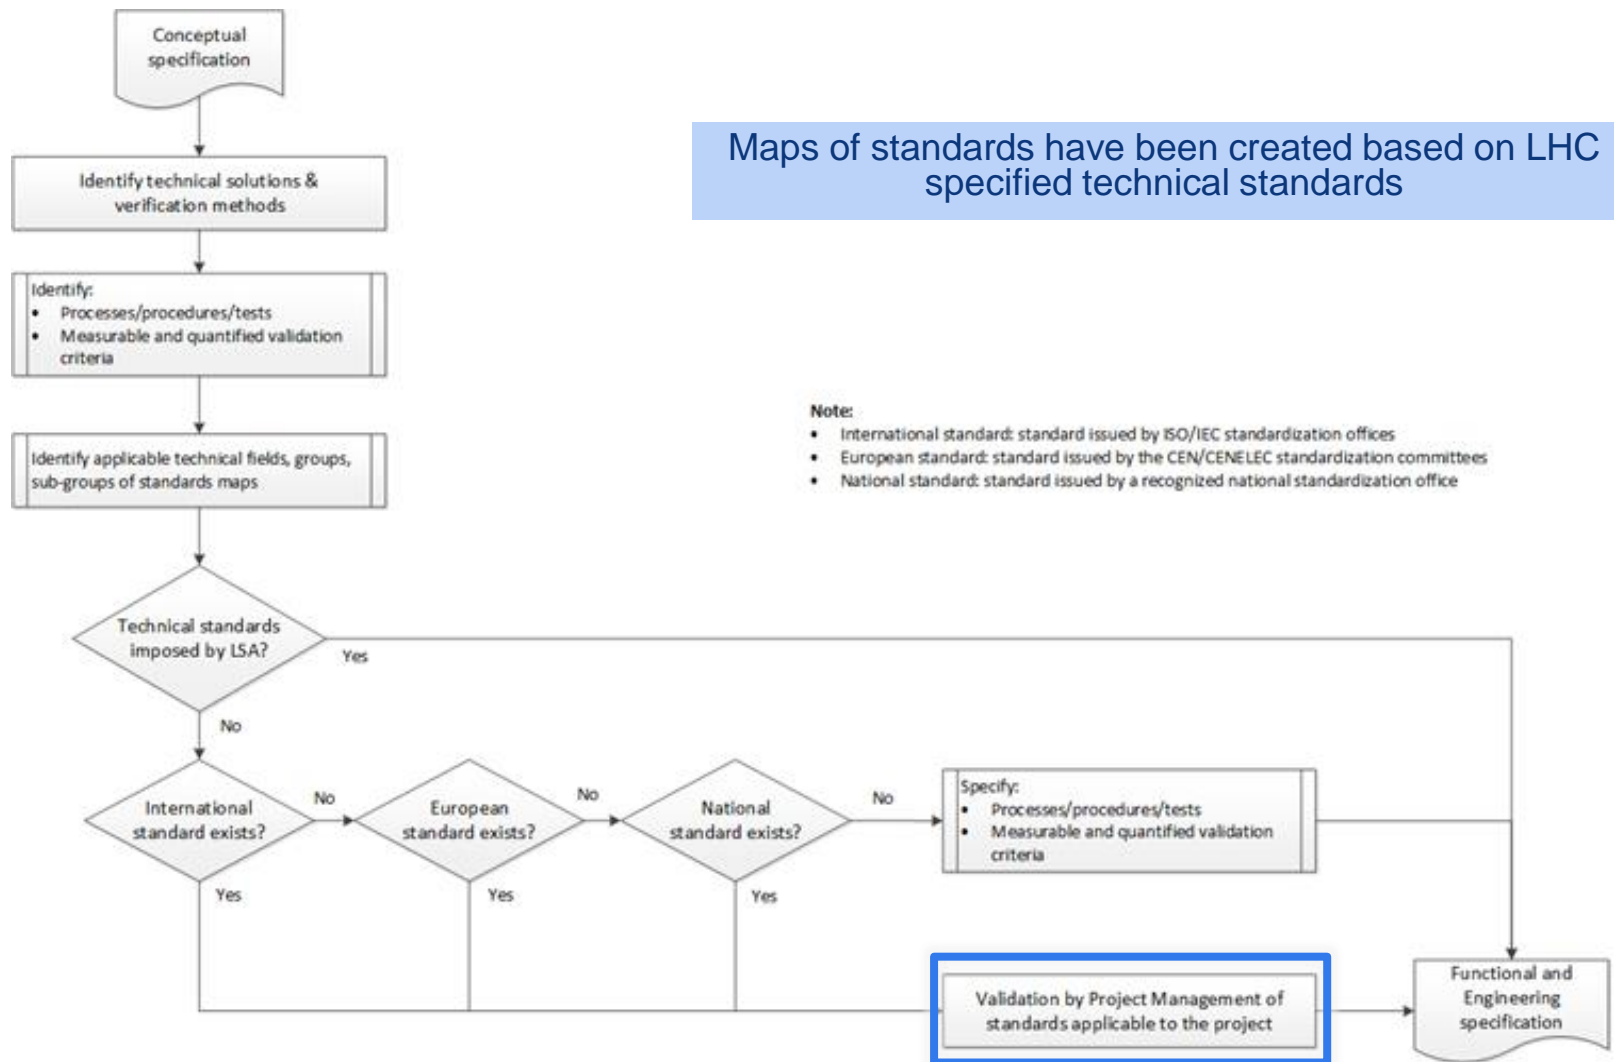 Conceptual
specification
Maps of standards have been created based on LHC
specified technical standards
Identify technical solutions &
verification methods
Identify:
• Processes/procedures/tests
• Measurable and quantified validation
criteria
Note:
• International standard: standard issued by ISO/IEC standardization offices
• European standard: standard issued by the CEN/CENELEC standardization committees
• National standard: standard issued by a recognized national standardization office
Identify applicable technical fields, groups,
sub-groups of standards maps
Technical standards
imposed by LSA?
Yes
No
International
standard exists?
No
European
standard exists?
No
National
standard exists?
No
Specify:
• Processes/procedures/tests
• Measurable and quantified validation
criteria
Yes
Yes
Yes
Validation by Project Management of
standards applicable to the project
Functional and
Engineering
specification